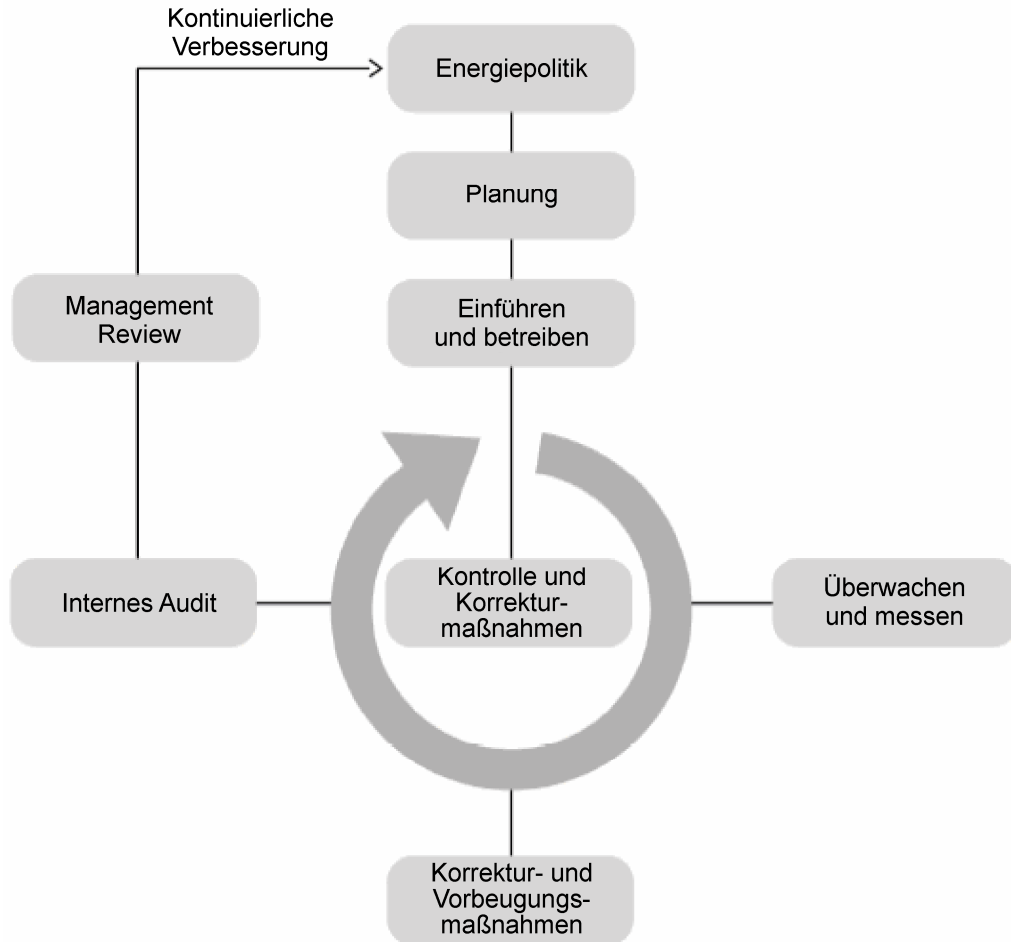 Kontinuierliche
Verbesserung
Energiepolitik
Planung
Management
Review
Einführen
und betreiben
Internes Audit
Kontrolle und
Korrektur-
maßnahmen
Überwachen
und messen
Korrektur- und
Vorbeugungs-
maßnahmen